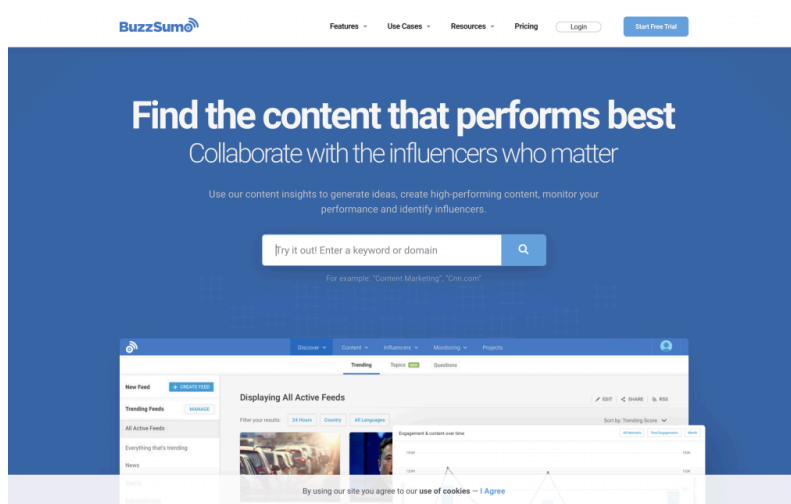 BuzzSumo
Features Use Cases Resources Pricing Login Start Free Trial
Find the content that performs best
Collaborate with the influencers who matter
Use our content insights to generate ideas, create high-performing content, monitor your
performance and identify influencers.
Try it out! Enter a keyword or domain
For example: "Content Marketing", "Cnn.com"
Discover Content Influencers Monitoring Projects
Trending Topics NEW Questions
New Feed + CREATE FEED
Displaying All Active Feeds EDIT SHARE RSS
Trending Feeds MANAGE
Filter your results: 24 Hours Country All Languages Sort by: Trending Score
All Active Feeds
Engagement & content over time
Everything that's trending
News
By using our site you agree to our use of cookies — I Agree